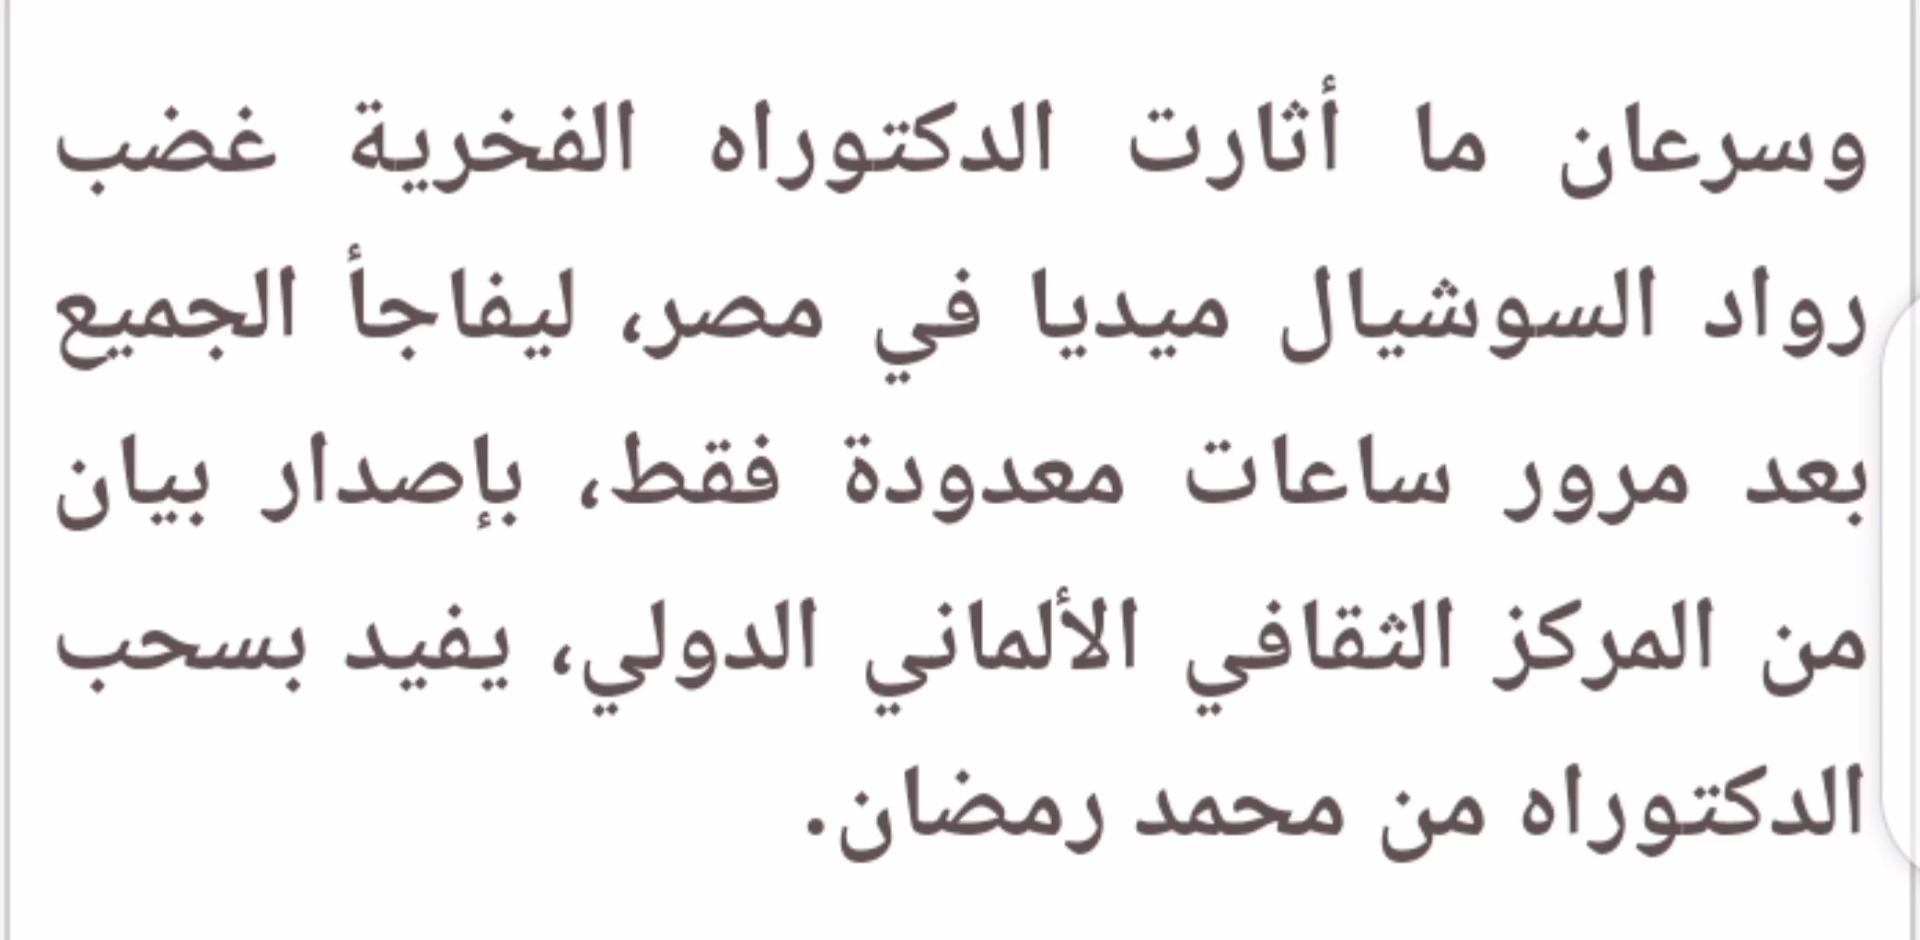 وسرعان ما أثارت الدكتوراه الفخرية غضب
رواد السوشيال ميديا في مصر، ليفاجأ الجميع
بعد مرور ساعات معدودة فقط، بإصدار بيان
من المركز الثقافي الألماني الدولي، يفيد بسحب
الدكتوراه من محمد رمضان.